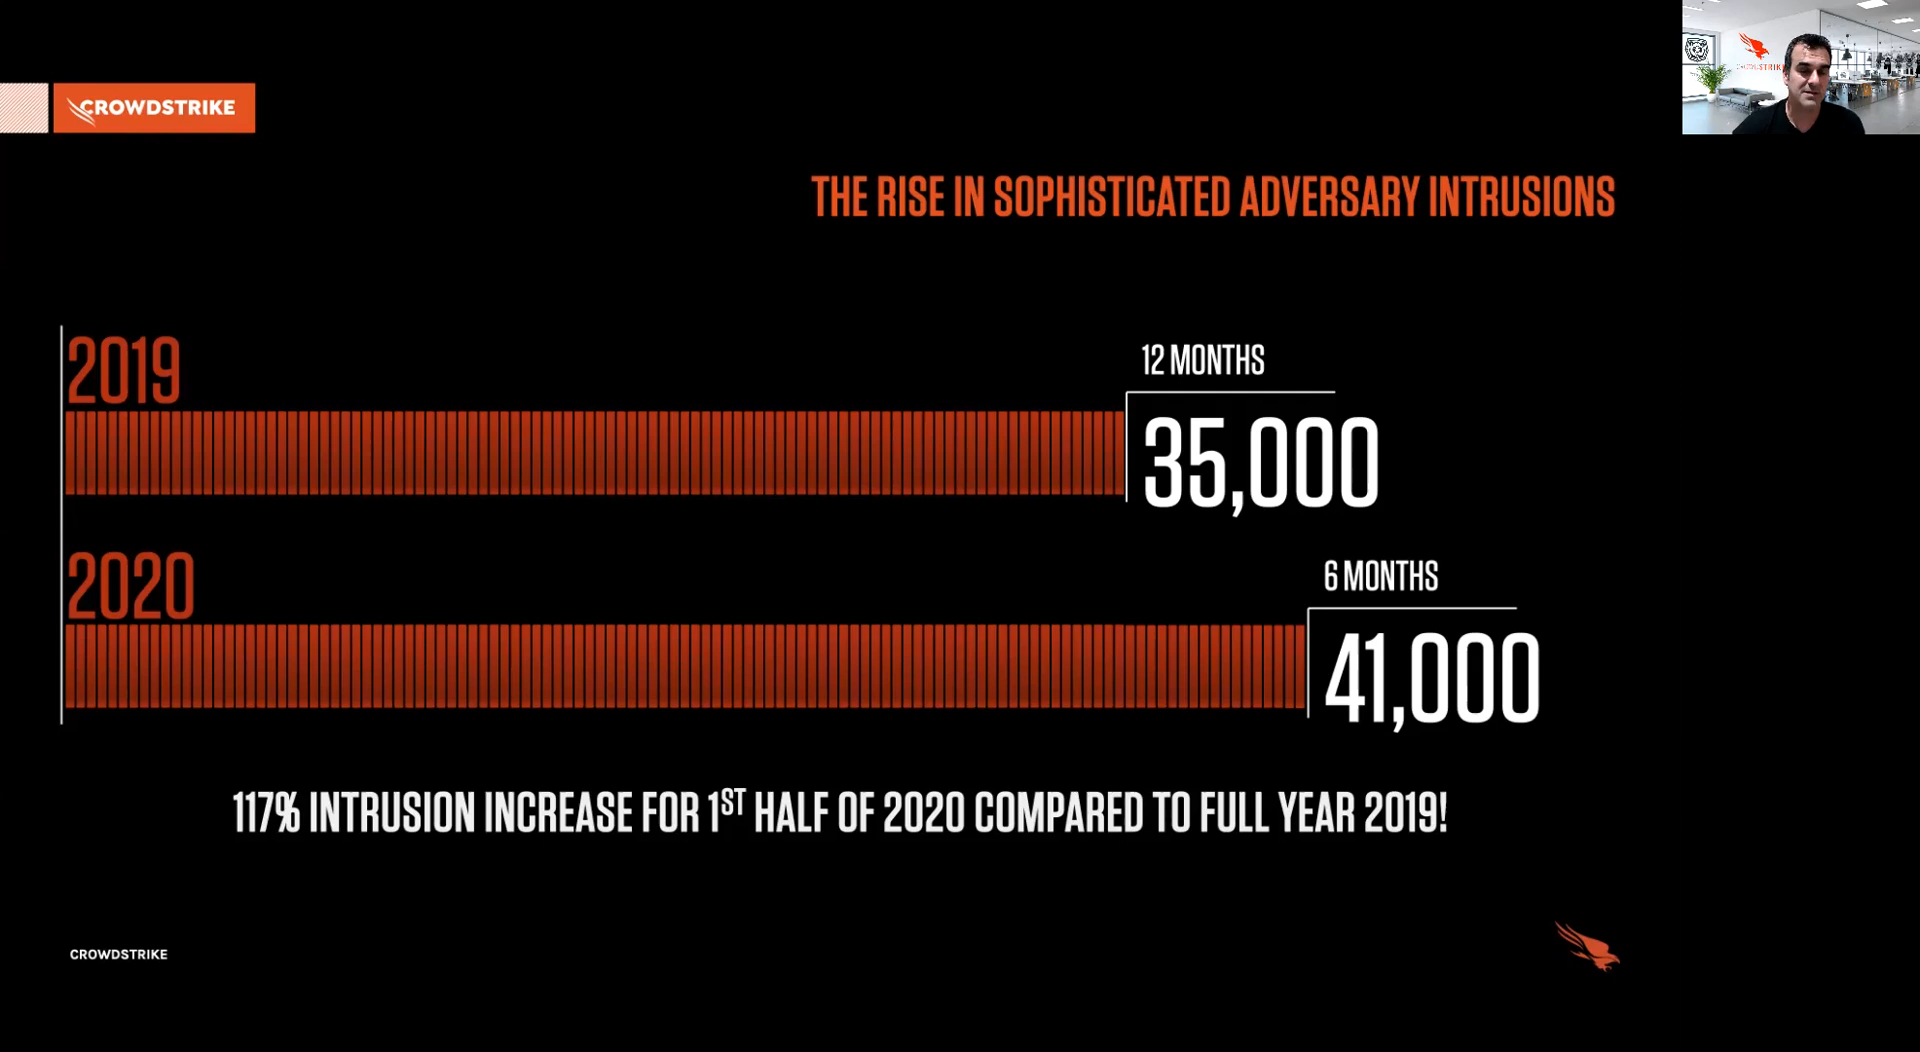 CROWDSTRIKE
CROWDSTRIKE
THE RISE IN SOPHISTICATED ADVERSARY INTRUSIONS
2019
12 MONTHS
35,000
2020
6 MONTHS
41,000
117% INTRUSION INCREASE FOR 1ST HALF OF 2020 COMPARED TO FULL YEAR 2019!
CROWDSTRIKE